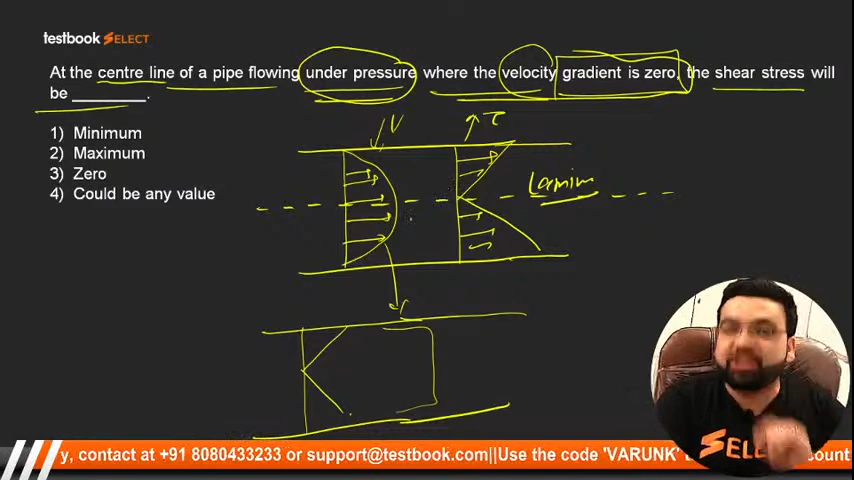 testbook SELECT
At the centre line of a pipe flowing under pressure where the velocity gradient is zero, the shear stress will
be ________.
1) Minimum
2) Maximum
3) Zero
4) Could be any value
V
τ
SELECT
y, contact at +91 8080433233 or support@testbook.com||Use the code 'VARUNK'
ount